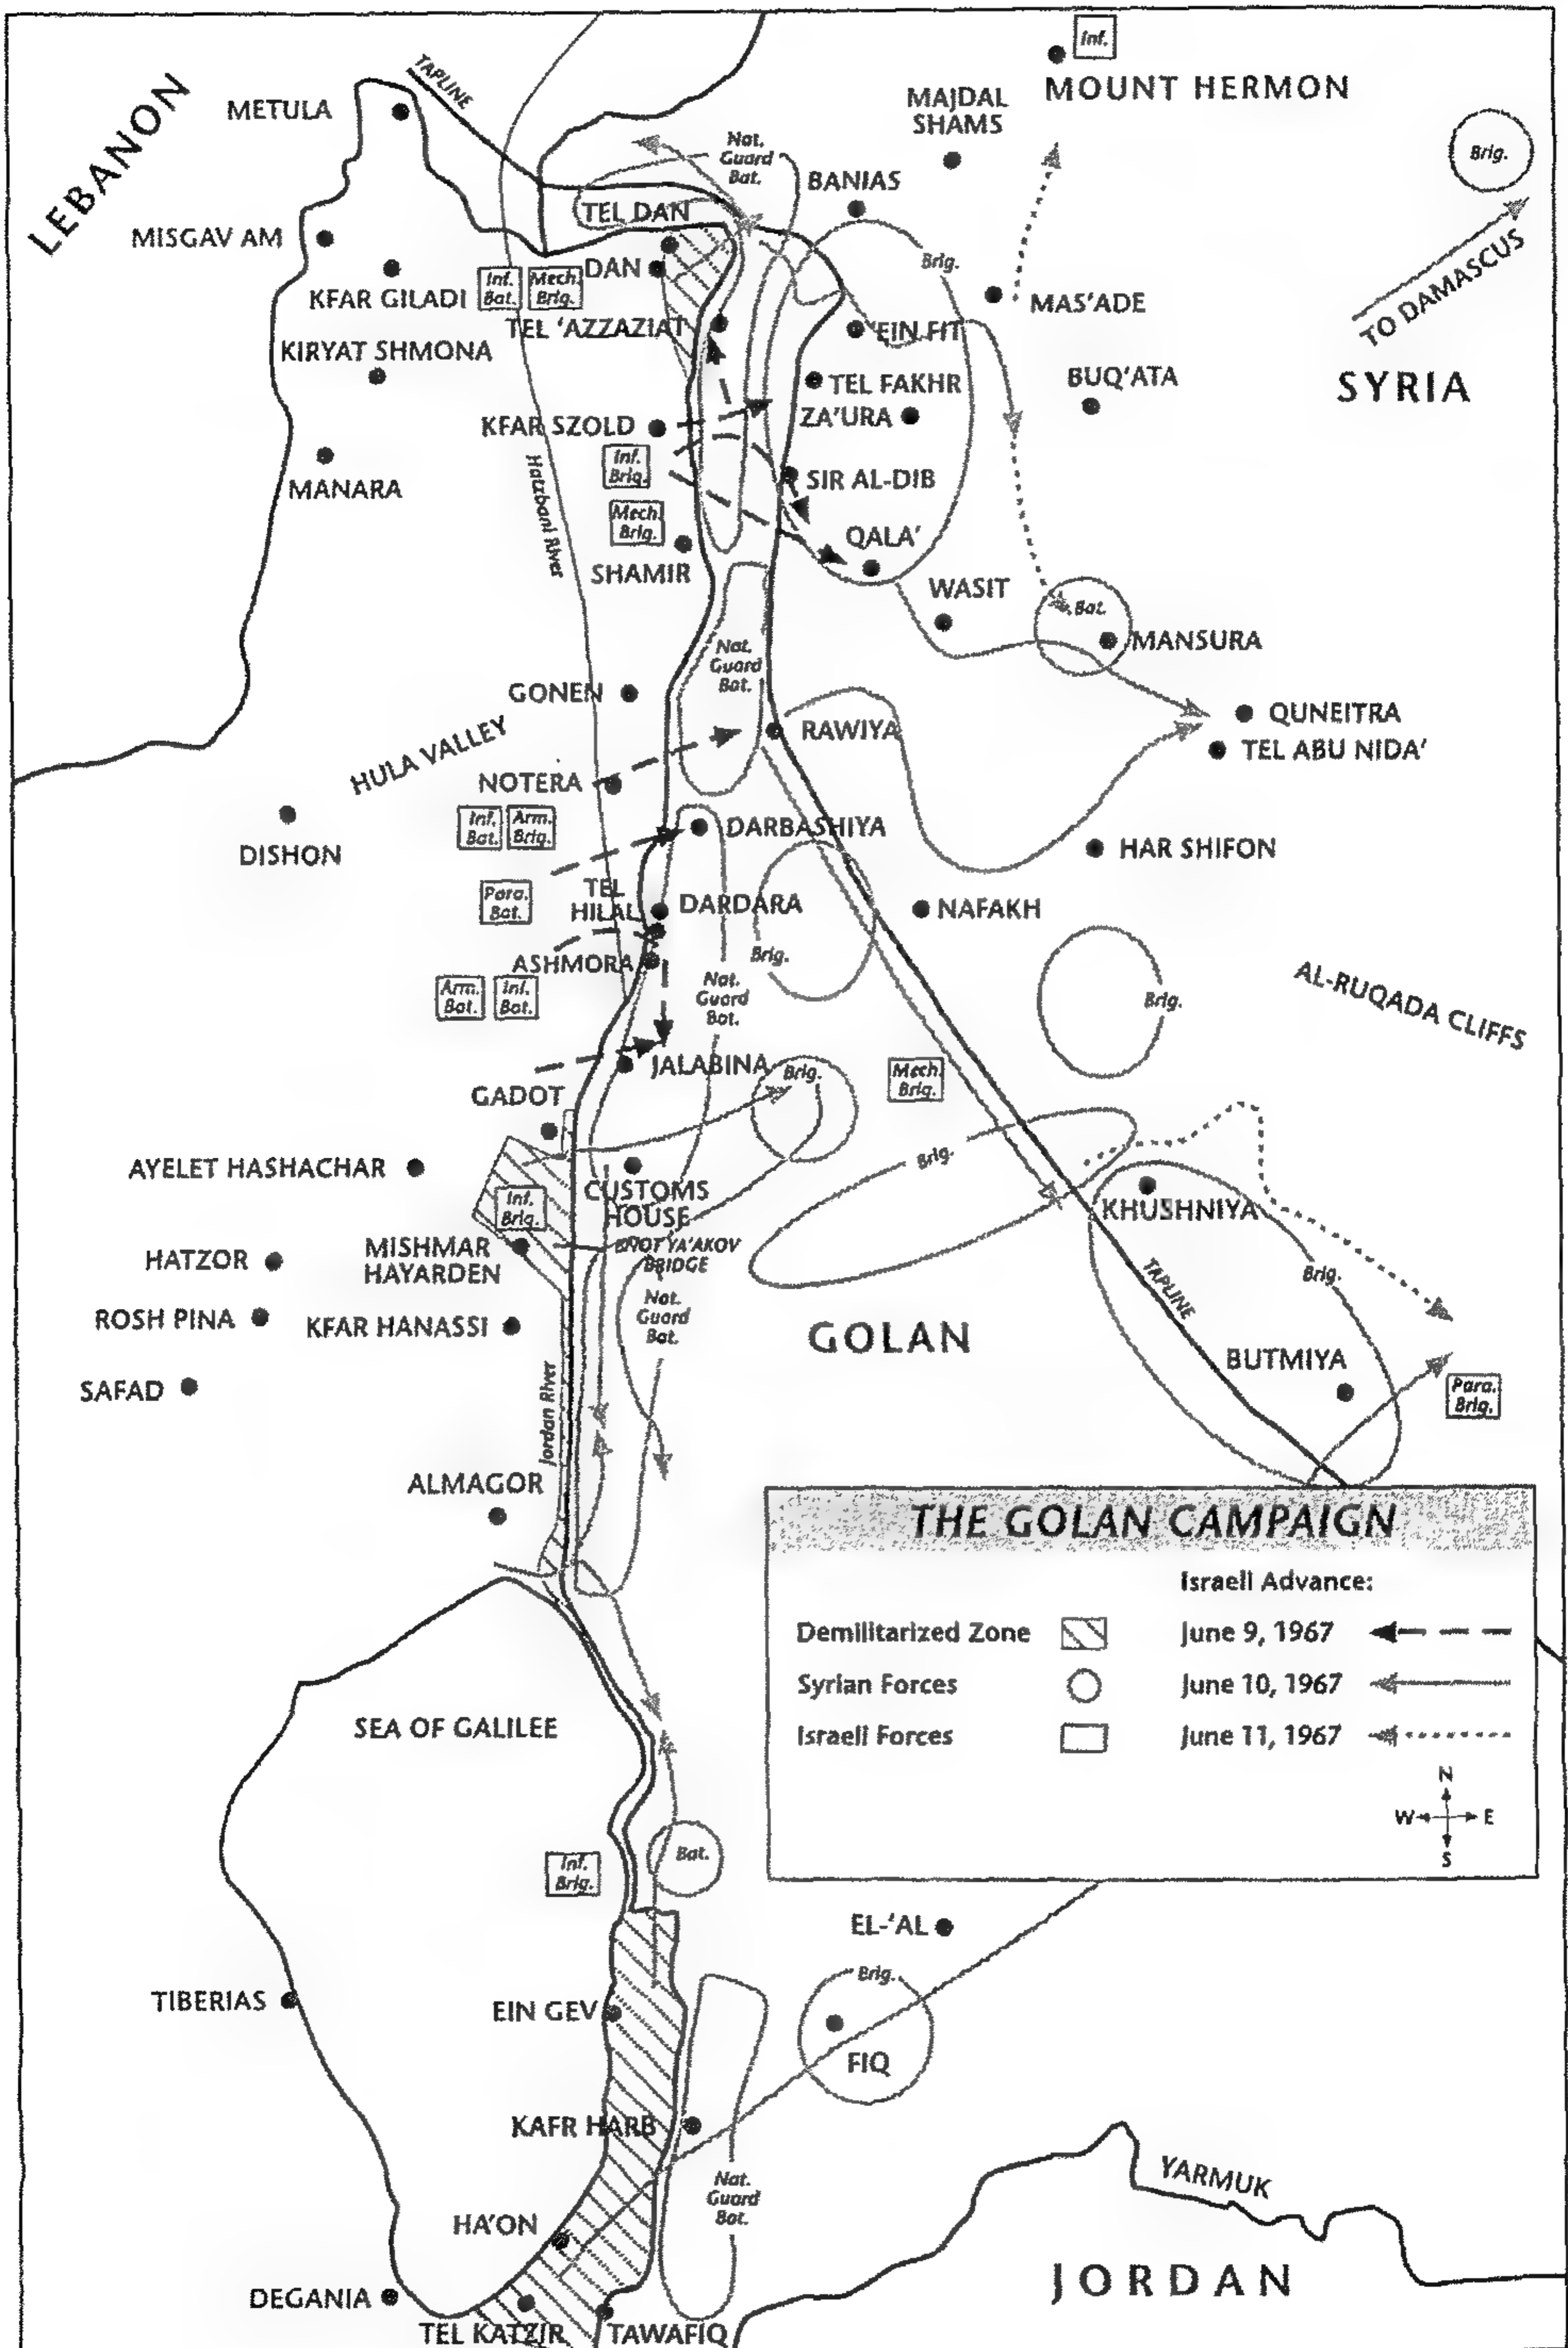 Inf.
MOUNT HERMON
LEBANON
TAPLINE
METULA
MAJDAL
SHAMS
Nat.
Guard
Bat.
BANIAS
Brig.
TO DAMASCUS
TEL DAN
MISGAV AM
DAN
Brig.
KFAR GILADI
Inf.
Bat.
Mech.
Brig.
MAS'ADE
TEL 'AZZAZIAT
'EIN FIT
KIRYAT SHMONA
TEL FAKHR
BUQ'ATA
SYRIA
ZA'URA
KFAR SZOLD
Inf.
Brig.
SIR AL-DIB
MANARA
Hatzbani River
Mech.
Brig.
QALA'
SHAMIR
WASIT
Bat.
MANSURA
Nat.
Guard
Bat.
GONEN
QUNEITRA
RAWIYA
TEL ABU NIDA'
HULA VALLEY
NOTERA
Inf.
Bat.
Arm.
Brig.
DARBASHIYA
DISHON
HAR SHIFON
Para.
Bat.
TEL
HILAL
DARDARA
NAFAKH
Brig.
ASHMORA
Arm.
Bat.
Inf.
Bat.
Nat.
Guard
Bat.
Brig.
AL-RUQADA CLIFFS
JALABINA
Brig.
Mech.
Brig.
GADOT
AYELET HASHACHAR
Brig.
Inf.
Brig.
CUSTOMS
HOUSE
KHUSHNIYA
HATZOR
MISHMAR
HAYARDEN
BNOT YA'AKOV
BRIDGE
Brig.
TAPLINE
Nat.
Guard
Bat.
ROSH PINA
KFAR HANASSI
GOLAN
BUTMIYA
SAFAD
Jordan River
Para.
Brig.
ALMAGOR
THE GOLAN CAMPAIGN
Israeli Advance:
Demilitarized Zone
June 9, 1967
Syrian Forces
June 10, 1967
Israeli Forces
June 11, 1967
N
W
E
S
SEA OF GALILEE
Inf.
Brig.
Bat.
EL-'AL
Brig.
TIBERIAS
EIN GEV
FIQ
KAFR HARB
YARMUK
Nat.
Guard
Bat.
HA'ON
JORDAN
DEGANIA
TEL KATZIR
TAWAFIQ